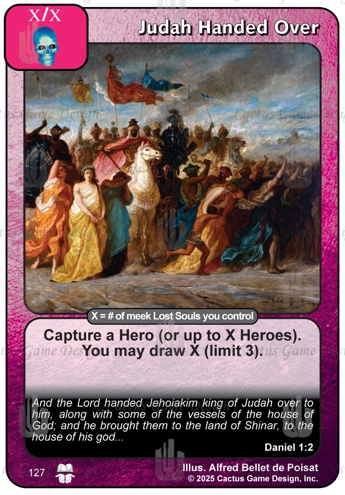 X/X
Judah Handed Over
X = # of meek Lost Souls you control
Capture a Hero (or up to X Heroes).
You may draw X (limit 3).
And the Lord handed Jehoiakim king of Judah over to
him, along with some of the vessels of the house of
God; and he brought them to the land of Shinar, to the
house of his god...
Daniel 1:2
127
Illus. Alfred Bellet de Poisat
© 2025 Cactus Game Design, Inc.